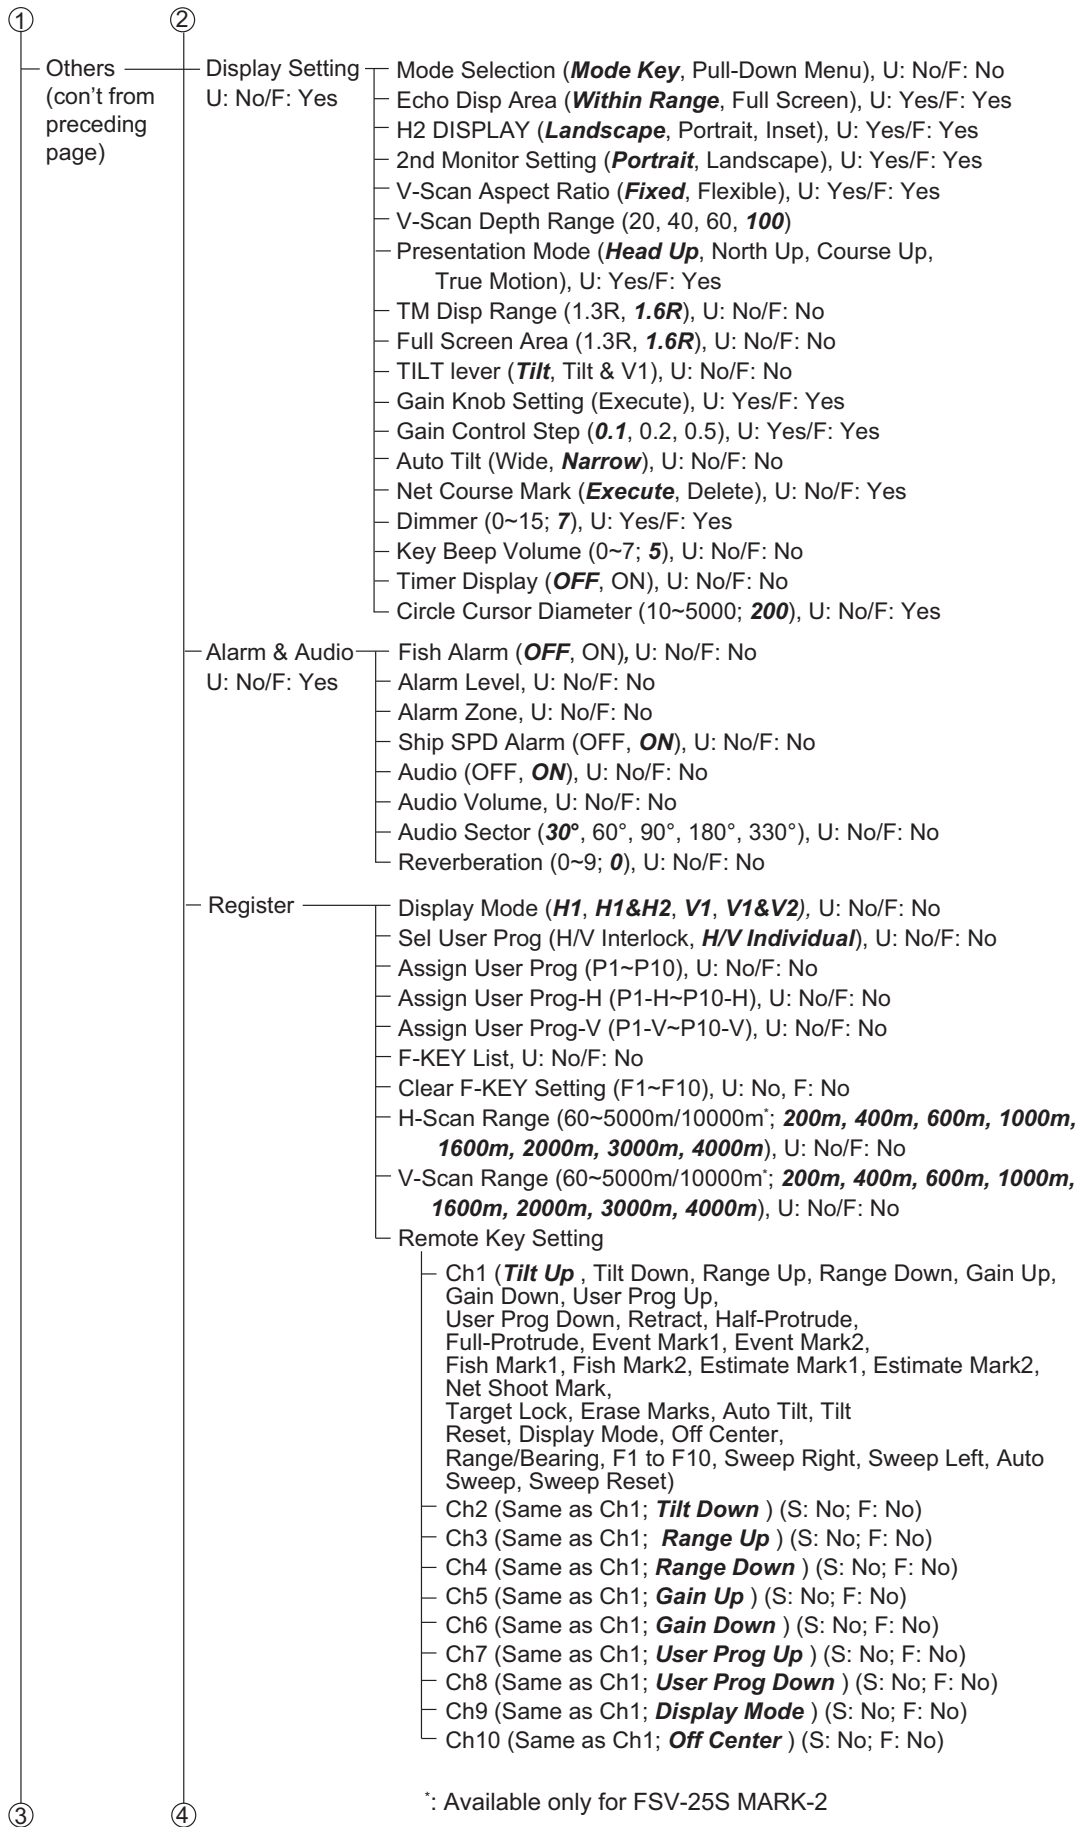 1 2
Others
(con't from
preceding
page)
Display Setting
U: No/F: Yes
Mode Selection (Mode Key, Pull-Down Menu), U: No/F: No
Echo Disp Area (Within Range, Full Screen), U: Yes/F: Yes
H2 DISPLAY (Landscape, Portrait, Inset), U: Yes/F: Yes
2nd Monitor Setting (Portrait, Landscape), U: Yes/F: Yes
V-Scan Aspect Ratio (Fixed, Flexible), U: Yes/F: Yes
V-Scan Depth Range (20, 40, 60, 100)
Presentation Mode (Head Up, North Up, Course Up,
True Motion), U: Yes/F: Yes
TM Disp Range (1.3R, 1.6R), U: No/F: No
Full Screen Area (1.3R, 1.6R), U: No/F: No
TILT lever (Tilt, Tilt & V1), U: No/F: No
Gain Knob Setting (Execute), U: Yes/F: Yes
Gain Control Step (0.1, 0.2, 0.5), U: Yes/F: Yes
Auto Tilt (Wide, Narrow), U: No/F: No
Net Course Mark (Execute, Delete), U: No/F: Yes
Dimmer (0~15; 7), U: Yes/F: Yes
Key Beep Volume (0~7; 5), U: No/F: No
Timer Display (OFF, ON), U: No/F: No
Circle Cursor Diameter (10~5000; 200), U: No/F: Yes
Alarm & Audio
U: No/F: Yes
Fish Alarm (OFF, ON), U: No/F: No
Alarm Level, U: No/F: No
Alarm Zone, U: No/F: No
Ship SPD Alarm (OFF, ON), U: No/F: No
Audio (OFF, ON), U: No/F: No
Audio Volume, U: No/F: No
Audio Sector (30°, 60°, 90°, 180°, 330°), U: No/F: No
Reverberation (0~9; 0), U: No/F: No
Register
Display Mode (H1, H1&H2, V1, V1&V2), U: No/F: No
Sel User Prog (H/V Interlock, H/V Individual), U: No/F: No
Assign User Prog (P1~P10), U: No/F: No
Assign User Prog-H (P1-H~P10-H), U: No/F: No
Assign User Prog-V (P1-V~P10-V), U: No/F: No
F-KEY List, U: No/F: No
Clear F-KEY Setting (F1~F10), U: No, F: No
H-Scan Range (60~5000m/10000m*; 200m, 400m, 600m, 1000m,
1600m, 2000m, 3000m, 4000m), U: No/F: No
V-Scan Range (60~5000m/10000m*; 200m, 400m, 600m, 1000m,
1600m, 2000m, 3000m, 4000m), U: No/F: No
Remote Key Setting
Ch1 (Tilt Up , Tilt Down, Range Up, Range Down, Gain Up,
Gain Down, User Prog Up,
User Prog Down, Retract, Half-Protrude,
Full-Protrude, Event Mark1, Event Mark2,
Fish Mark1, Fish Mark2, Estimate Mark1, Estimate Mark2,
Net Shoot Mark,
Target Lock, Erase Marks, Auto Tilt, Tilt
Reset, Display Mode, Off Center,
Range/Bearing, F1 to F10, Sweep Right, Sweep Left, Auto
Sweep, Sweep Reset)
Ch2 (Same as Ch1; Tilt Down ) (S: No; F: No)
Ch3 (Same as Ch1; Range Up ) (S: No; F: No)
Ch4 (Same as Ch1; Range Down ) (S: No; F: No)
Ch5 (Same as Ch1; Gain Up ) (S: No; F: No)
Ch6 (Same as Ch1; Gain Down ) (S: No; F: No)
Ch7 (Same as Ch1; User Prog Up ) (S: No; F: No)
Ch8 (Same as Ch1; User Prog Down ) (S: No; F: No)
Ch9 (Same as Ch1; Display Mode ) (S: No; F: No)
Ch10 (Same as Ch1; Off Center ) (S: No; F: No)
*: Available only for FSV-25S MARK-2
3 4